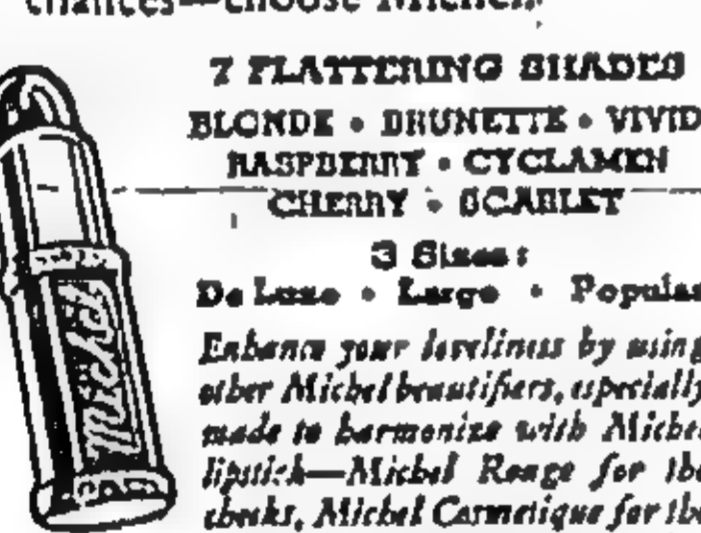 chances—choose Michel.
7 FLATTERING SHADES
BLONDE • BRUNETTE • VIVID
RASPBERRY • CYCLAMEN
CHERRY • SCARLET
3 Sizes:
De Luxe • Large • Popular
Michel
Enhance your loveliness by using
other Michel beautifiers, especially
made to harmonize with Michel
lipstick—Michel Rouge for the
cheeks, Michel Cosmetique for the